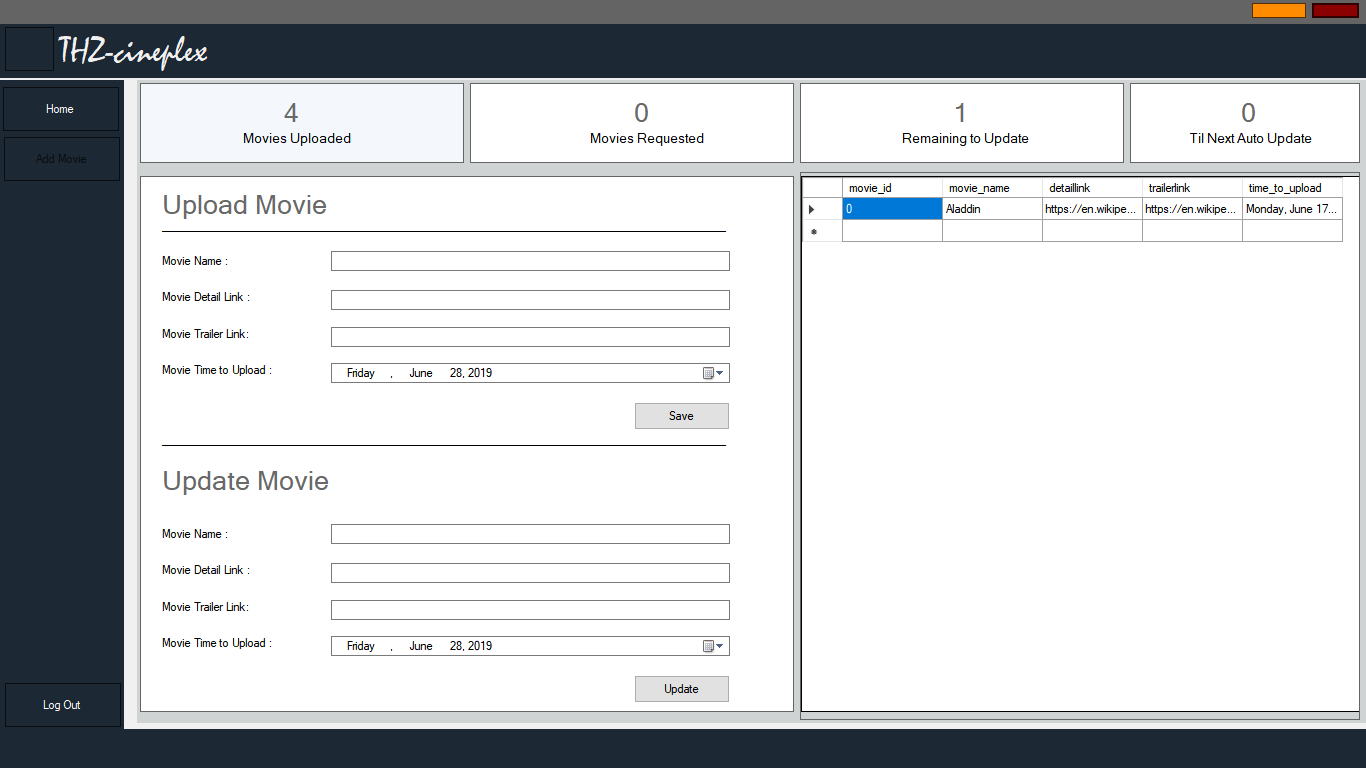 THZ-cineplex
Home
Add Movie
Log Out
4
Movies Uploaded
0
Movies Requested
1
Remaining to Update
0
Til Next Auto Update
Upload Movie
Movie Name :
Movie Detail Link :
Movie Trailer Link:
Movie Time to Upload :
Friday , June 28, 2019
Save
Update Movie
Movie Name :
Movie Detail Link :
Movie Trailer Link:
Movie Time to Upload :
Friday , June 28, 2019
Update
movie_id movie_name detaillink trailerlink time_to_upload
0 Aladdin https://en.wikipe... https://en.wikipe... Monday, June 17...